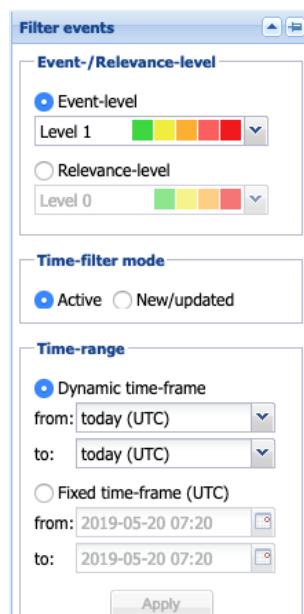 Filter events
Event-/Relevance-level
Event-level
Level 1
Relevance-level
Level 0
Time-filter mode
Active New/updated
Time-range
Dynamic time-frame
from: today (UTC)
to: today (UTC)
Fixed time-frame (UTC)
from: 2019-05-20 07:20
to: 2019-05-20 07:20
Apply